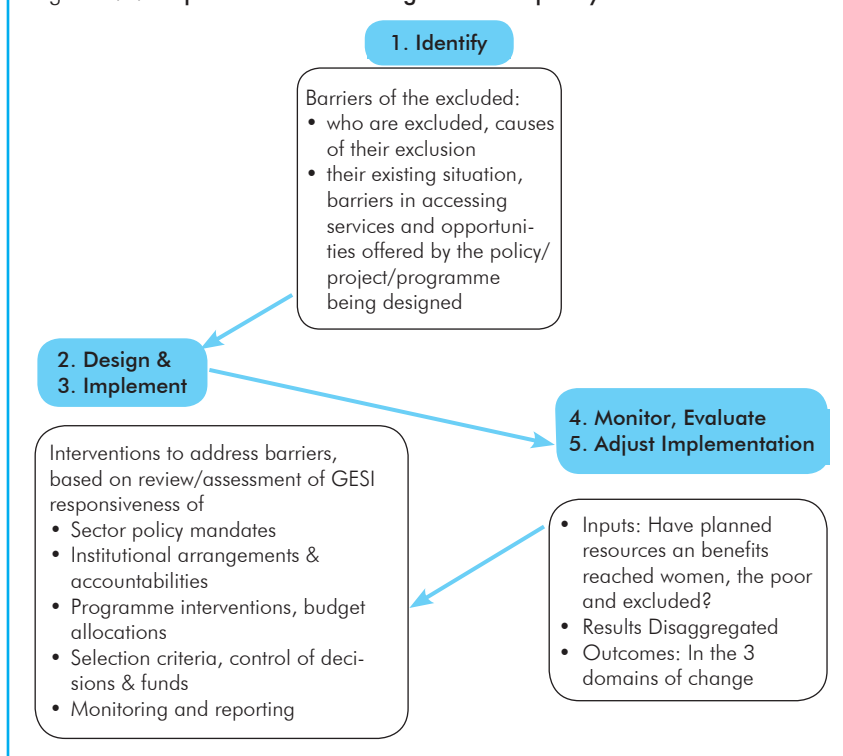 1. Identify
Barriers of the excluded:
• who are excluded, causes
of their exclusion
• their existing situation,
barriers in accessing
services and opportuni-
ties offered by the policy/
project/programme
being designed
2. Design &
3. Implement
Interventions to address barriers,
based on review/assessment of GESI
responsiveness of
• Sector policy mandates
• Institutional arrangements &
accountabilities
• Programme interventions, budget
allocations
• Selection criteria, control of deci-
sions & funds
• Monitoring and reporting
4. Monitor, Evaluate
5. Adjust Implementation
• Inputs: Have planned
resources an benefits
reached women, the poor
and excluded?
• Results Disaggregated
• Outcomes: In the 3
domains of change